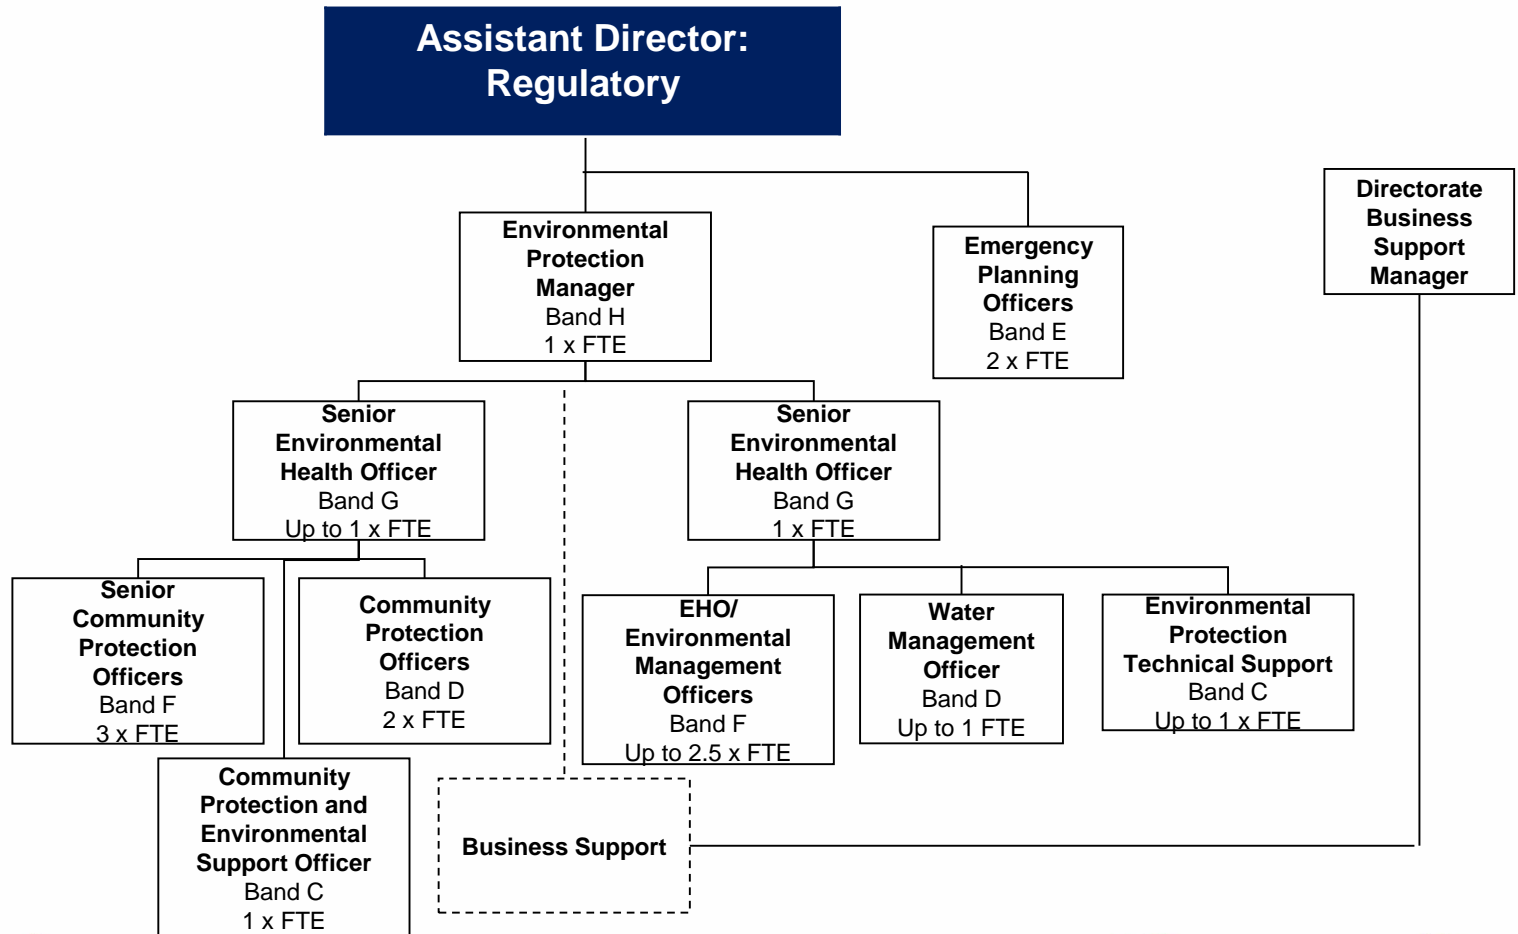 Assistant Director:
Regulatory
Directorate
Business
Support
Manager
Environmental
Protection
Manager
Band H
1 x FTE
Emergency
Planning
Officers
Band E
2 x FTE
Senior
Environmental
Health Officer
Band G
Up to 1 x FTE
Senior
Environmental
Health Officer
Band G
1 x FTE
Senior
Community
Protection
Officers
Band F
3 x FTE
Community
Protection
Officers
Band D
2 x FTE
EHO/
Environmental
Management
Officers
Band F
Up to 2.5 x FTE
Water
Management
Officer
Band D
Up to 1 FTE
Environmental
Protection
Technical Support
Band C
Up to 1 x FTE
Community
Protection and
Environmental
Support Officer
Band C
1 x FTE
Business Support